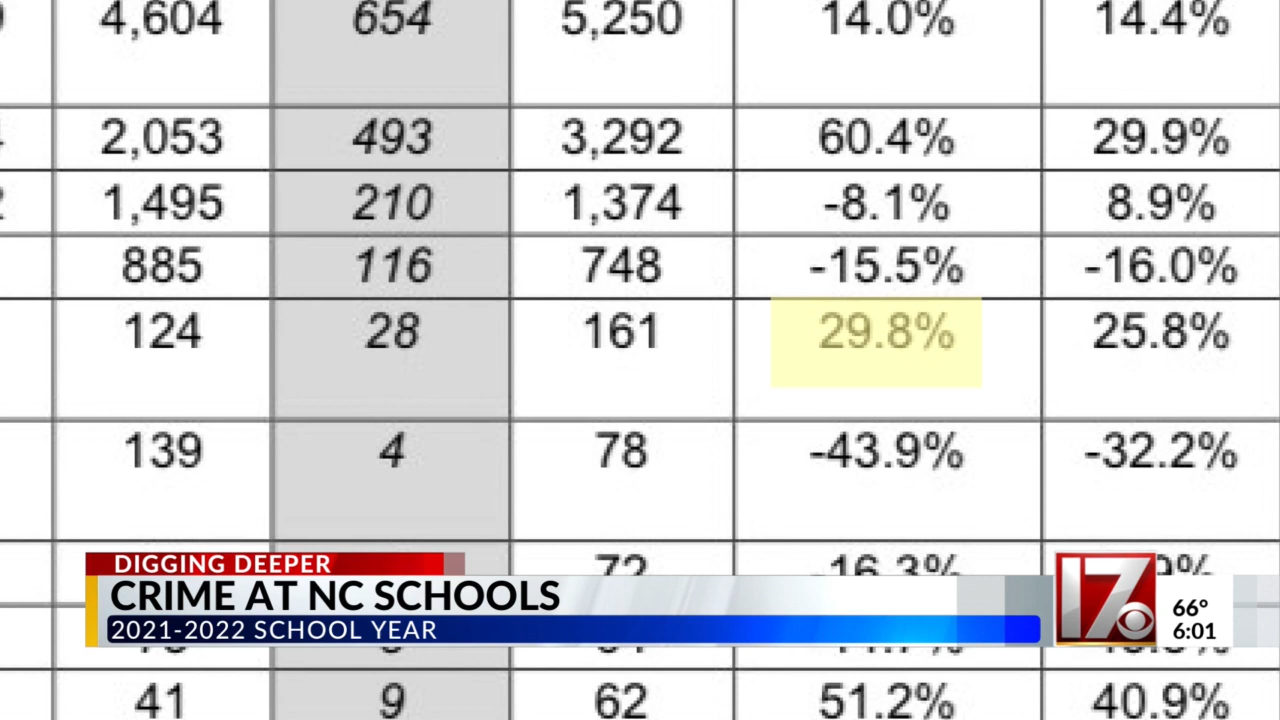 4,604 654 5,250 14.0% 14.4%
2,053 493 3,292 60.4% 29.9%
1,495 210 1,374 -8.1% 8.9%
885 116 748 -15.5% -16.0%
124 28 161 29.8% 25.8%
139 4 78 -43.9% -32.2%
72 -16.3%
DIGGING DEEPER
CRIME AT NC SCHOOLS
2021-2022 SCHOOL YEAR
17
66°
6:01
41 9 62 51.2% 40.9%